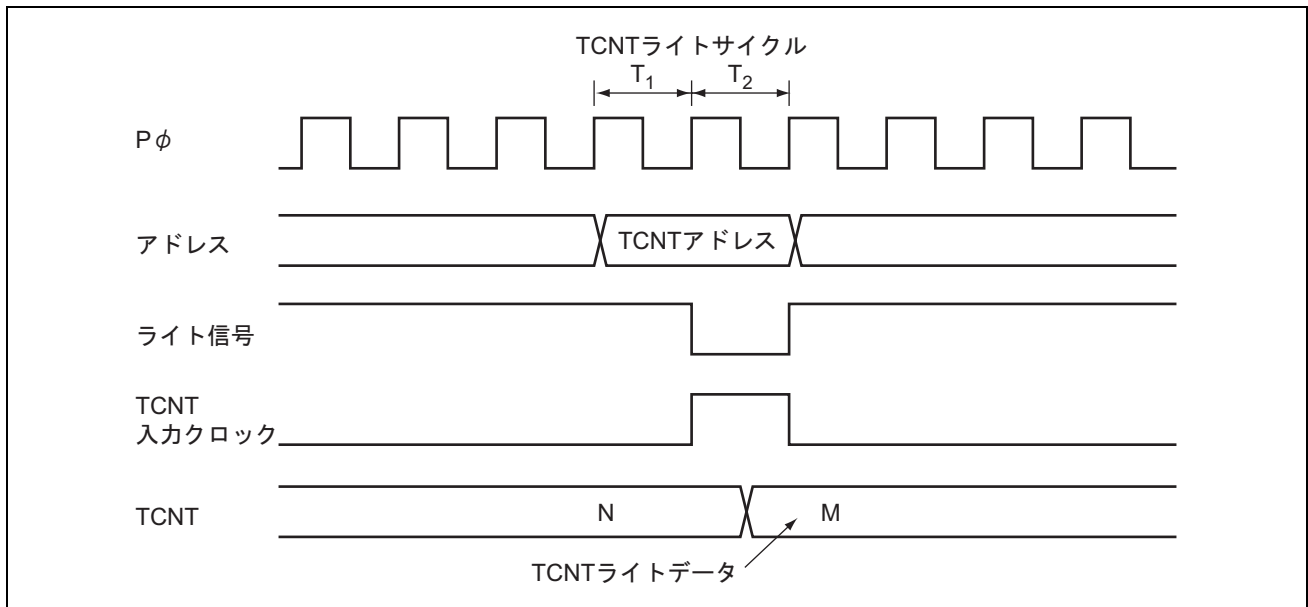 TCNTライトサイクル
T1 T2
Pφ
アドレス TCNTアドレス
ライト信号
TCNT
入力クロック
TCNT N M
TCNTライトデータ